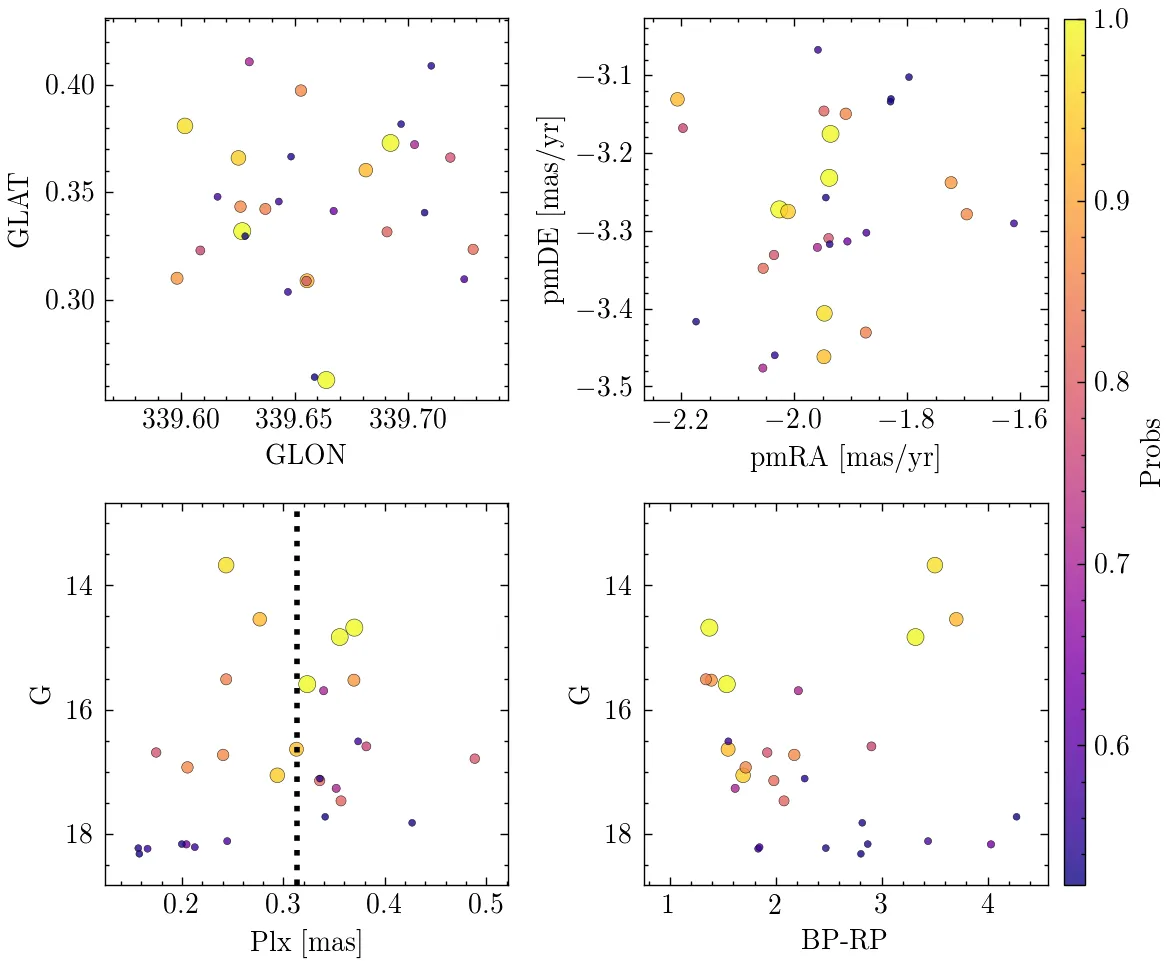 0.40
0.35
0.30
GLAT
339.60 339.65 339.70
GLON
−3.1
−3.2
−3.3
−3.4
−3.5
pmDE [mas/yr]
−2.2 −2.0 −1.8 −1.6
pmRA [mas/yr]
14
16
18
G
0.2 0.3 0.4 0.5
Plx [mas]
14
16
18
G
1 2 3 4
BP-RP
1.0
0.9
0.8
0.7
0.6
Probs